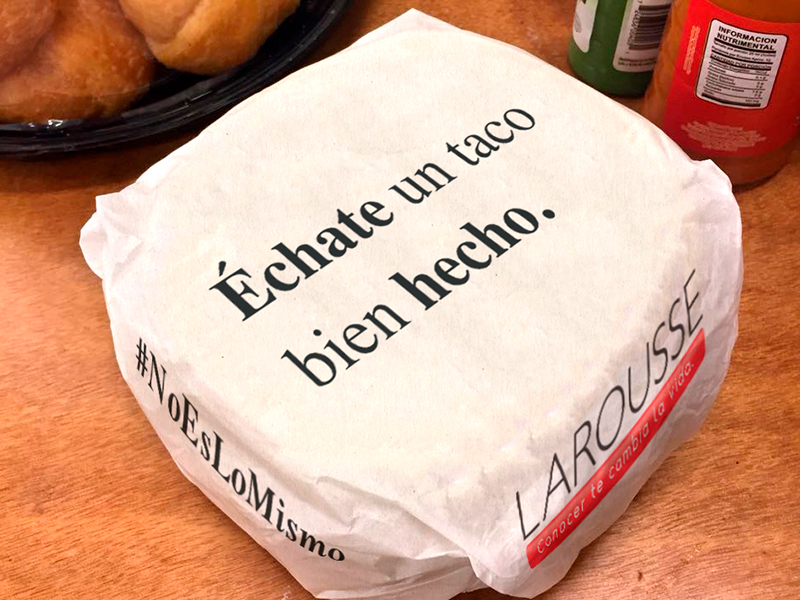 Échate un taco
bien hecho.
#NoEsLoMismo
LAROUSSE
Conocer te cambia la vida.
INFORMACION
NUTRIMENTAL